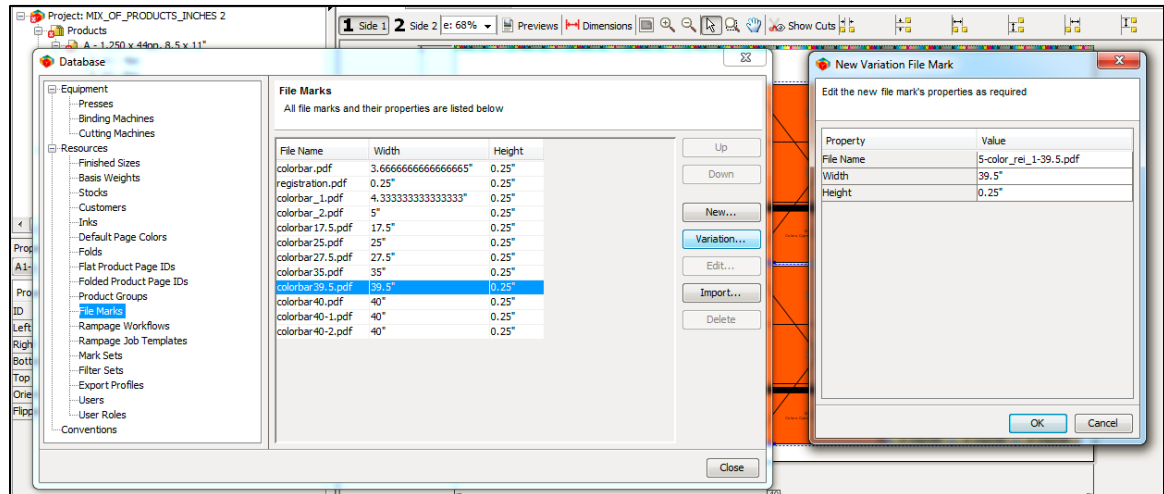 Project: MIX_OF_PRODUCTS_INCHES 2
Products
A - 1,250 x 44pp, 8.5 x 11"
1 Side 1 2 Side 2 e: 68% Previews Dimensions Show Cuts
Database
Equipment
Presses
Binding Machines
Cutting Machines
Resources
Finished Sizes
Basis Weights
Stocks
Customers
Inks
Default Page Colors
Folds
Flat Product Page IDs
Folded Product Page IDs
Product Groups
File Marks
Rampage Workflows
Rampage Job Templates
Mark Sets
Filter Sets
Export Profiles
Users
User Roles
Conventions
File Marks
All file marks and their properties are listed below
File Name Width Height
colorbar.pdf 3.6666666666666665" 0.25"
registration.pdf 0.25" 0.25"
colorbar_1.pdf 4.333333333333333" 0.25"
colorbar_2.pdf 5" 0.25"
colorbar17.5.pdf 17.5" 0.25"
colorbar25.pdf 25" 0.25"
colorbar27.5.pdf 27.5" 0.25"
colorbar35.pdf 35" 0.25"
colorbar39.5.pdf 39.5" 0.25"
colorbar40.pdf 40" 0.25"
colorbar40-1.pdf 40" 0.25"
colorbar40-2.pdf 40" 0.25"
Up
Down
New...
Variation...
Edit...
Import...
Delete
Close
New Variation File Mark
Edit the new file mark's properties as required
Property Value
File Name 5-color_rei_1-39.5.pdf
Width 39.5"
Height 0.25"
OK Cancel
Prop
A1-
Pro
ID
Left
Righ
Bott
Top
Orie
Flipp